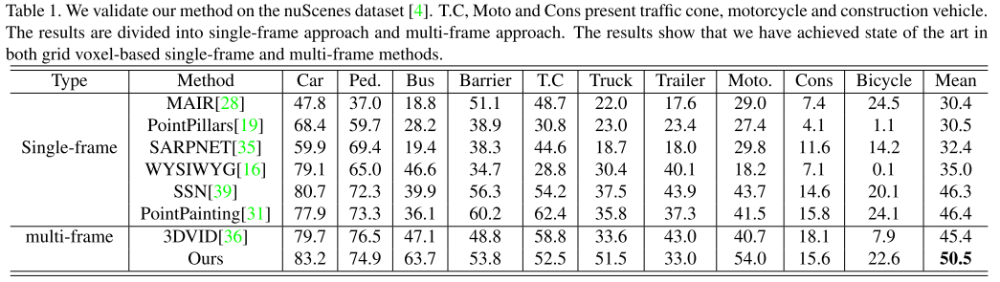 Table 1. We validate our method on the nuScenes dataset [4]. T.C, Moto and Cons present traffic cone, motorcycle and construction vehicle.
The results are divided into single-frame approach and multi-frame approach. The results show that we have achieved state of the art in
both grid voxel-based single-frame and multi-frame methods.
Type Method Car Ped. Bus Barrier T.C Truck Trailer Moto. Cons Bicycle Mean
MAIR[28] 47.8 37.0 18.8 51.1 48.7 22.0 17.6 29.0 7.4 24.5 30.4
PointPillars[19] 68.4 59.7 28.2 38.9 30.8 23.0 23.4 27.4 4.1 1.1 30.5
Single-frame SARPNET[35] 59.9 69.4 19.4 38.3 44.6 18.7 18.0 29.8 11.6 14.2 32.4
WYSIWYG[16] 79.1 65.0 46.6 34.7 28.8 30.4 40.1 18.2 7.1 0.1 35.0
SSN[39] 80.7 72.3 39.9 56.3 54.2 37.5 43.9 43.7 14.6 20.1 46.3
PointPainting[31] 77.9 73.3 36.1 60.2 62.4 35.8 37.3 41.5 15.8 24.1 46.4
multi-frame 3DVID[36] 79.7 76.5 47.1 48.8 58.8 33.6 43.0 40.7 18.1 7.9 45.4
Ours 83.2 74.9 63.7 53.8 52.5 51.5 33.0 54.0 15.6 22.6 50.5